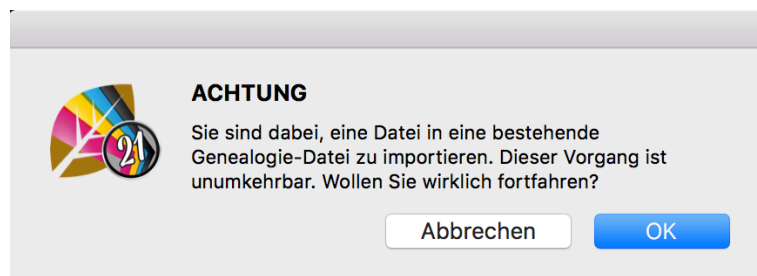 21
ACHTUNG
Sie sind dabei, eine Datei in eine bestehende
Genealogie-Datei zu importieren. Dieser Vorgang ist
unumkehrbar. Wollen Sie wirklich fortfahren?
Abbrechen
OK